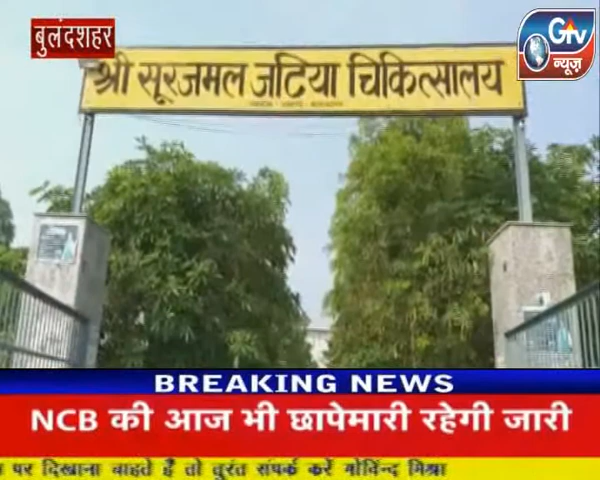 बुलंदशहर
Gtv
न्यूज़
श्री सूरजमल जटिया चिकित्सालय
BREAKING NEWS
NCB की आज भी छापेमारी रहेगी जारी
पर दिखाना चाहते हैं तो तुरंत संपर्क करें गोविन्द मिश्रा